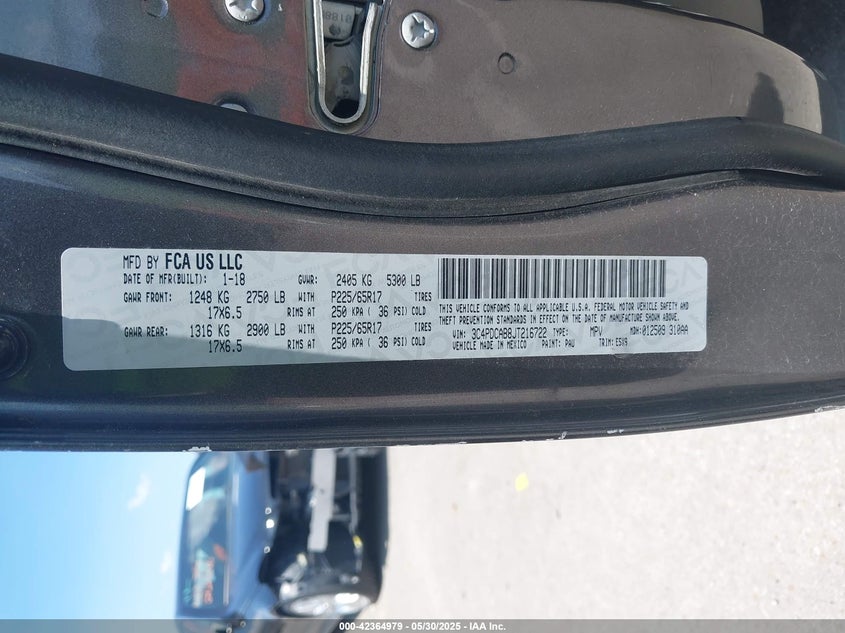 MFD BY FCA US LLC
DATE OF MFR(BUILT): 1-18 GVWR: 2405 KG 5300 LB
GAWR FRONT: 1248 KG 2750 LB WITH P225/65R17 TIRES
17X6.5 RIMS AT 250 KPA ( 36 PSI) COLD
GAWR REAR: 1316 KG 2900 LB WITH P225/65R17 TIRES
17X6.5 RIMS AT 250 KPA ( 36 PSI) COLD
THIS VEHICLE CONFORMS TO ALL APPLICABLE U.S.A. FEDERAL MOTOR VEHICLE SAFETY AND
THEFT PREVENTION STANDARDS IN EFFECT ON THE DATE OF MANUFACTURE SHOWN ABOVE.
VIN: 3C4PDCAB8JT216722 TYPE: MPV MDH: 012509 310AA
VEHICLE MADE IN MEXICO PAINT: PAU TRIM: E5X9
000-42364979 - 05/30/2025 - IAA Inc.